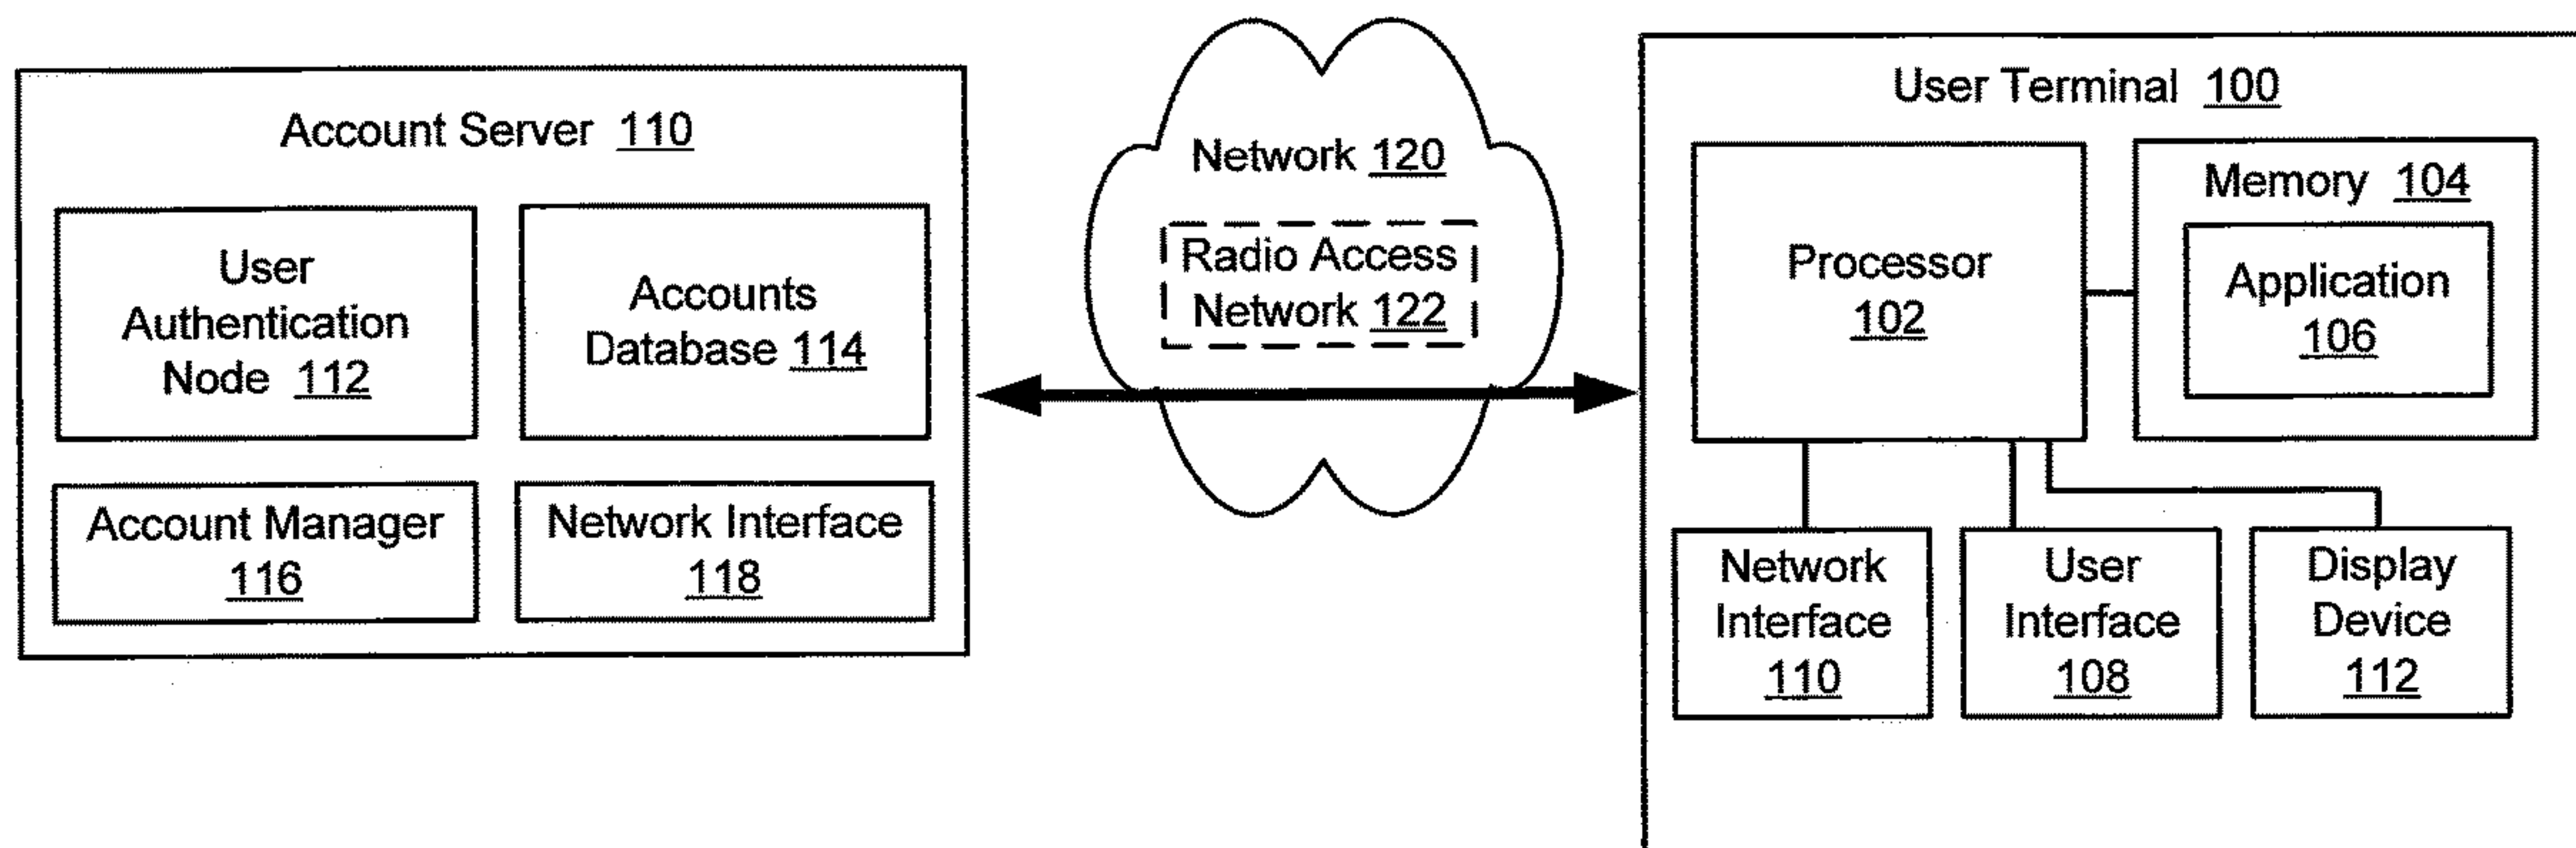 Account Server 110
User
Authentication
Node 112
Accounts
Database 114
Account Manager
116
Network Interface
118
Network 120
Radio Access
Network 122
User Terminal 100
Processor
102
Memory 104
Application
106
Network
Interface
110
User
Interface
108
Display
Device
112